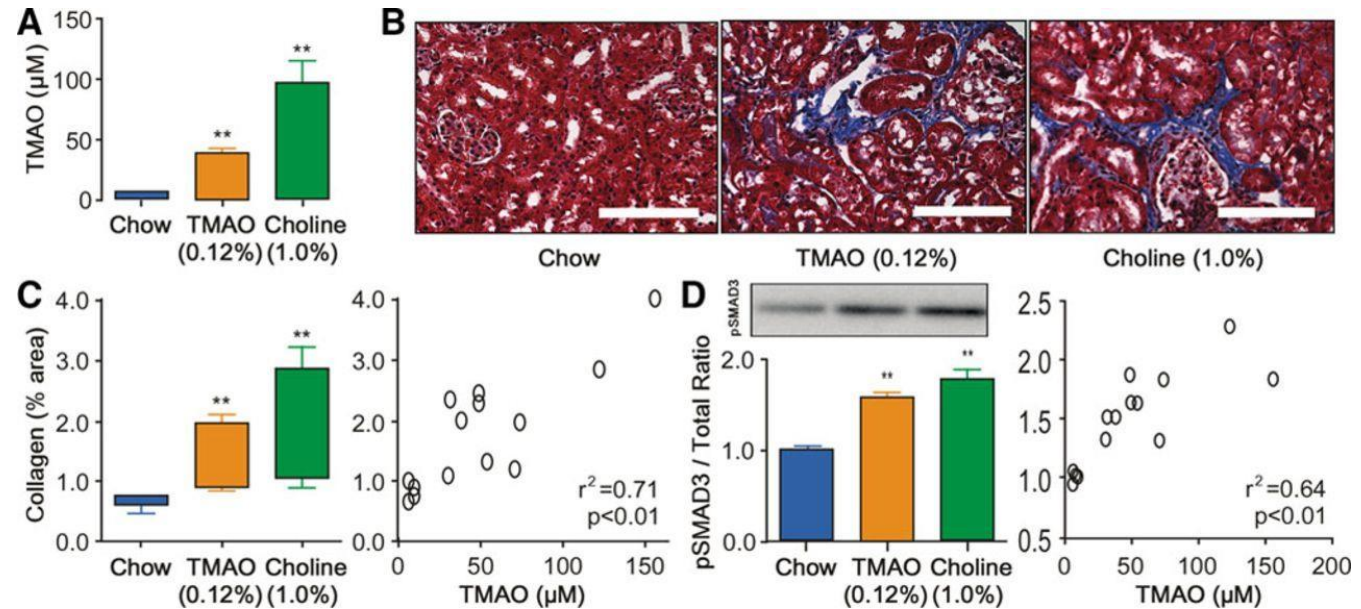 A
TMAO (µM)
150
100
50
0
**
**
Chow TMAO Choline
(0.12%) (1.0%)
B
Chow
TMAO (0.12%)
Choline (1.0%)
C
Collagen (% area)
4.0
3.0
2.0
1.0
0.0
**
**
Chow TMAO Choline
(0.12%) (1.0%)
4.0
3.0
2.0
1.0
0.0
r²=0.71
p<0.01
0 50 100 150
TMAO (µM)
D
pSMAD3
pSMAD3 / Total Ratio
2.0
1.0
0.0
**
**
Chow TMAO Choline
(0.12%) (1.0%)
2.5
2.0
1.5
1.0
0.5
r²=0.64
p<0.01
0 50 100 150 200
TMAO (µM)